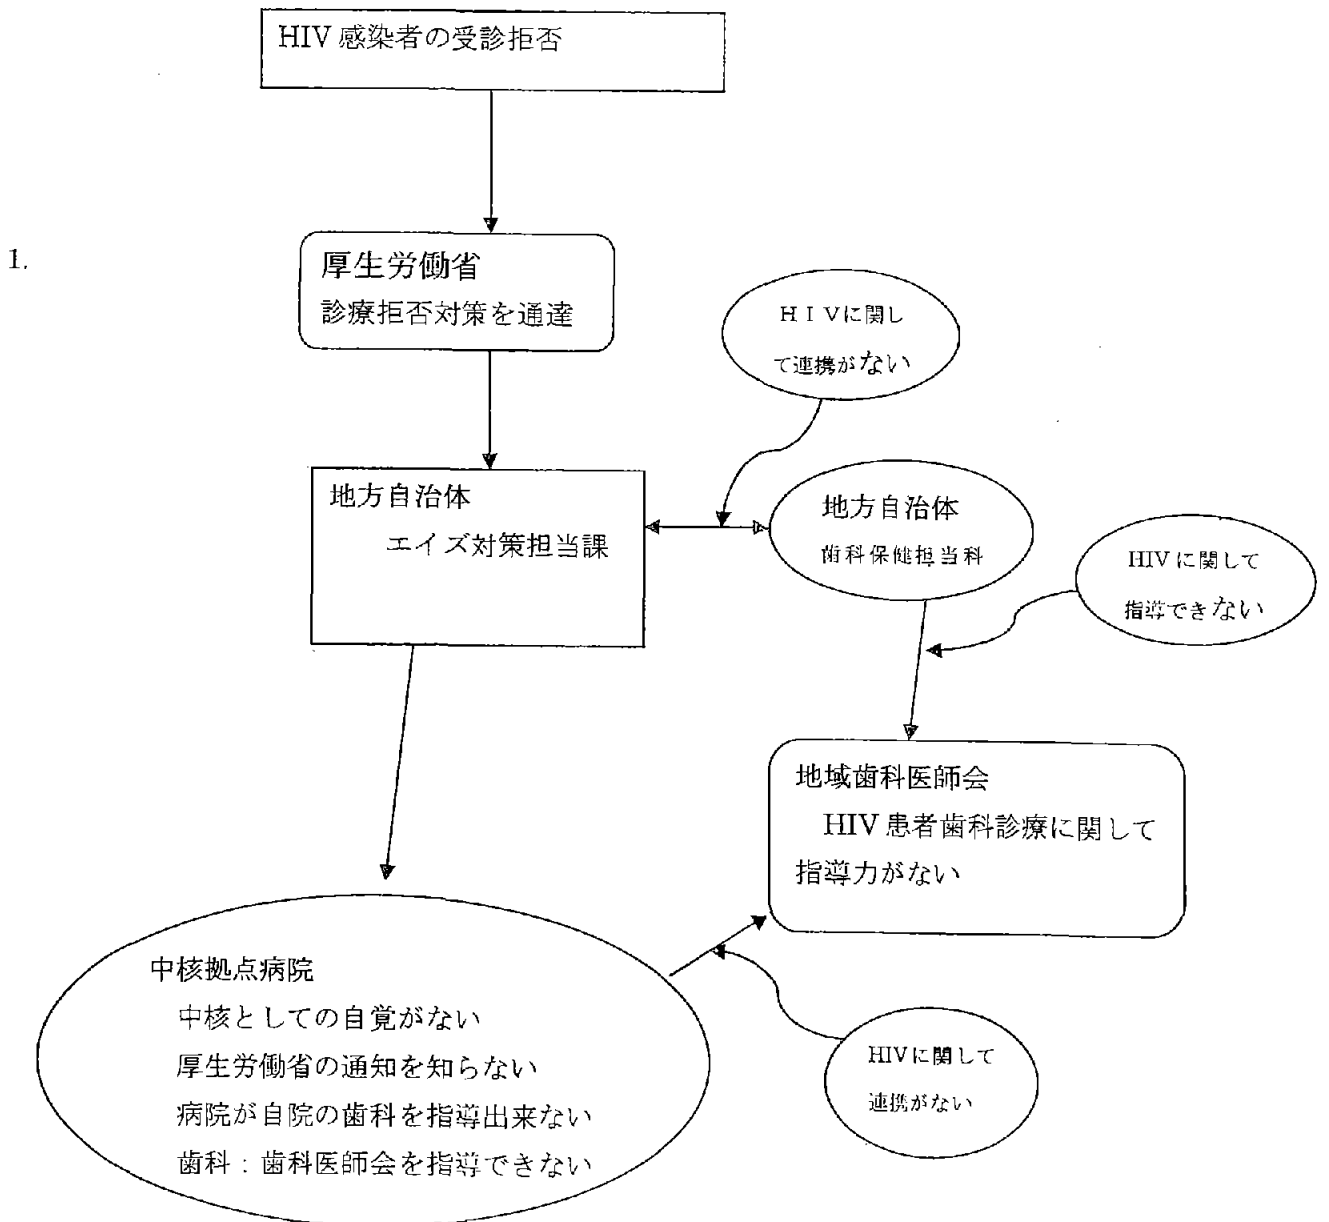 HIV 感染者の受診拒否
1.
厚生労働省
診療拒否対策を通達
ＨＩＶに関し
て連携がない
地方自治体
エイズ対策担当課
地方自治体
歯科保健担当科
HIV に関して
指導できない
地域歯科医師会
HIV 患者歯科診療に関して
指導力がない
中核拠点病院
中核としての自覚がない
厚生労働省の通知を知らない
病院が自院の歯科を指導出来ない
歯科：歯科医師会を指導できない
HIVに関して
連携がない